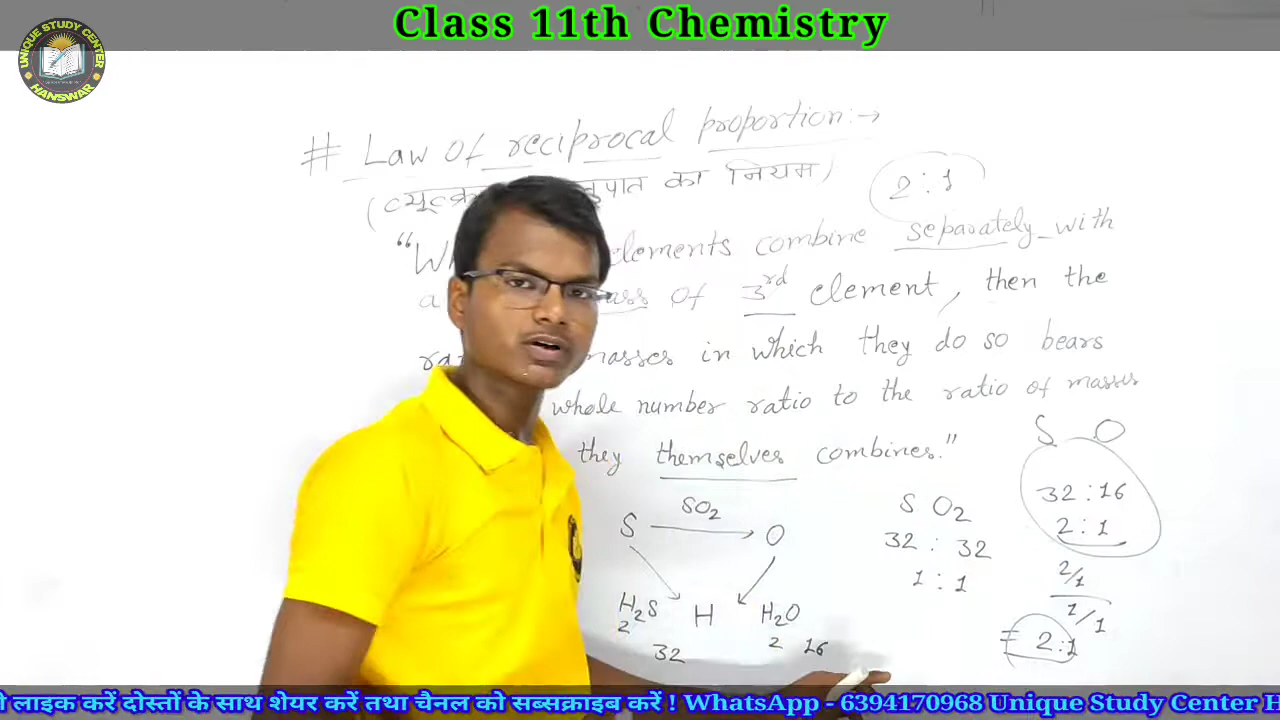 Class 11th Chemistry
UNIQUE STUDY CENTER
HANSWAR
# Law of reciprocal proportion:→
का नियम)
2:1
elements combine separately with
a of 3rd element, then the
masses in which they do so bears
whole number ratio to the ratio of masses
they themselves combines."
S O
32:16
2:1
S SO2 O
S O2
32 : 32
1 : 1
2/1
1/1
= 2:1
H2S H H2O
2 32
2 16
लाइक करें दोस्तों के साथ शेयर करें तथा चैनल को सब्सक्राइब करें ! WhatsApp - 6394170968 Unique Study Center H